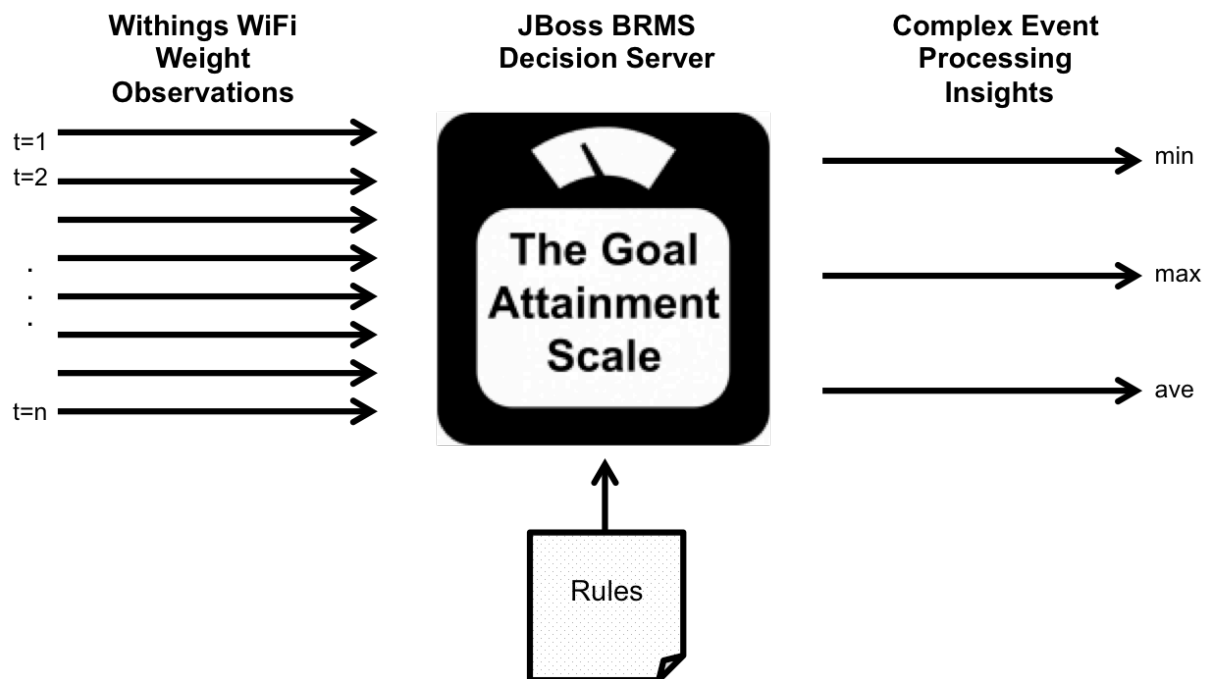 Withings WiFi
Weight
Observations
JBoss BRMS
Decision Server
Complex Event
Processing
Insights
t=1
t=2
.
.
.
t=n
The Goal
Attainment
Scale
min
max
ave
Rules